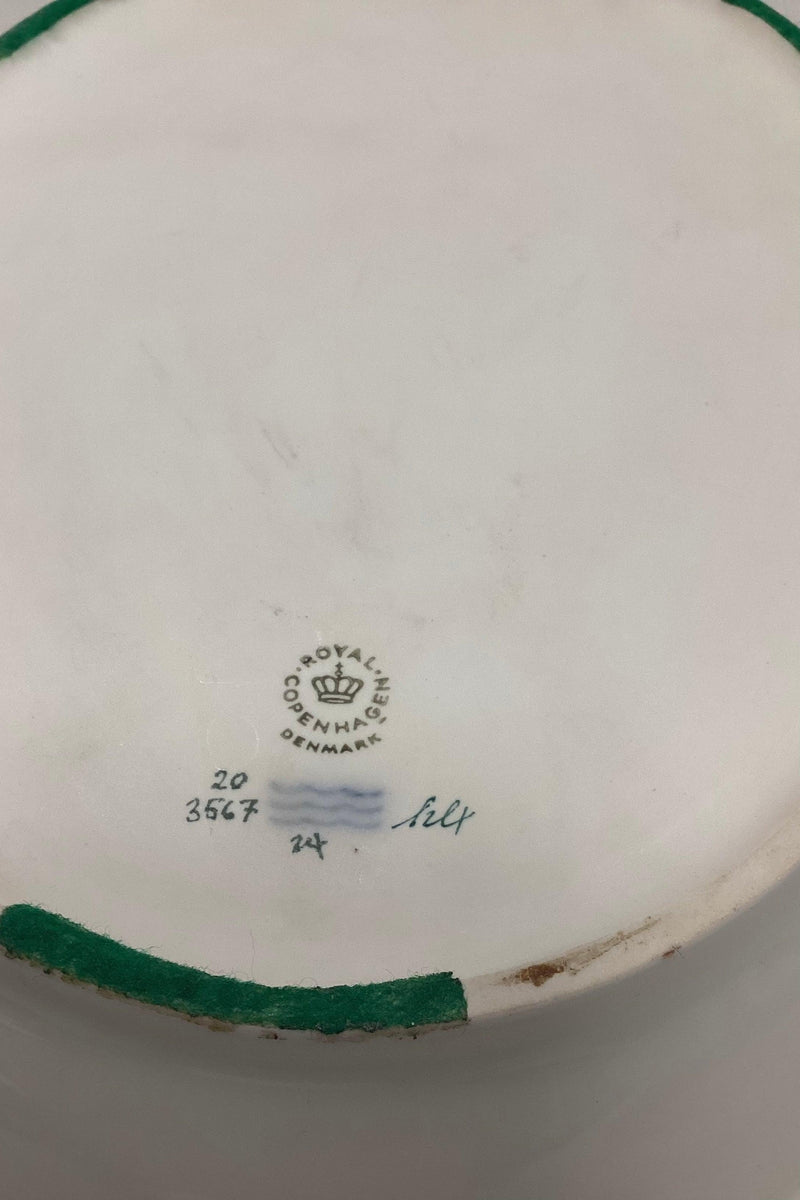 ROYAL
COPENHAGEN
DENMARK
20
3567
24